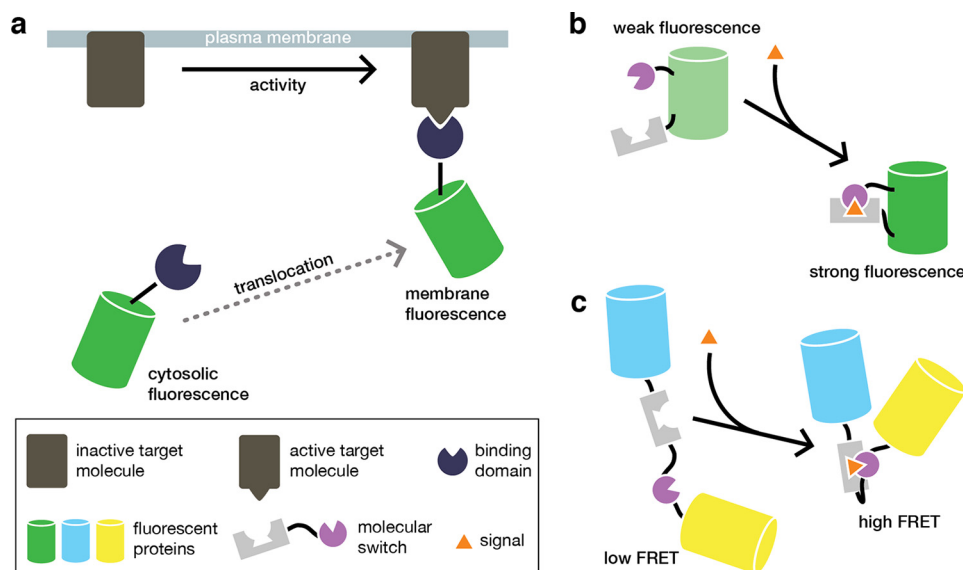 a
plasma membrane
activity
translocation
cytosolic
fluorescence
membrane
fluorescence
b
weak fluorescence
strong fluorescence
c
low FRET
high FRET
inactive target
molecule
active target
molecule
binding
domain
fluorescent
proteins
molecular
switch
signal